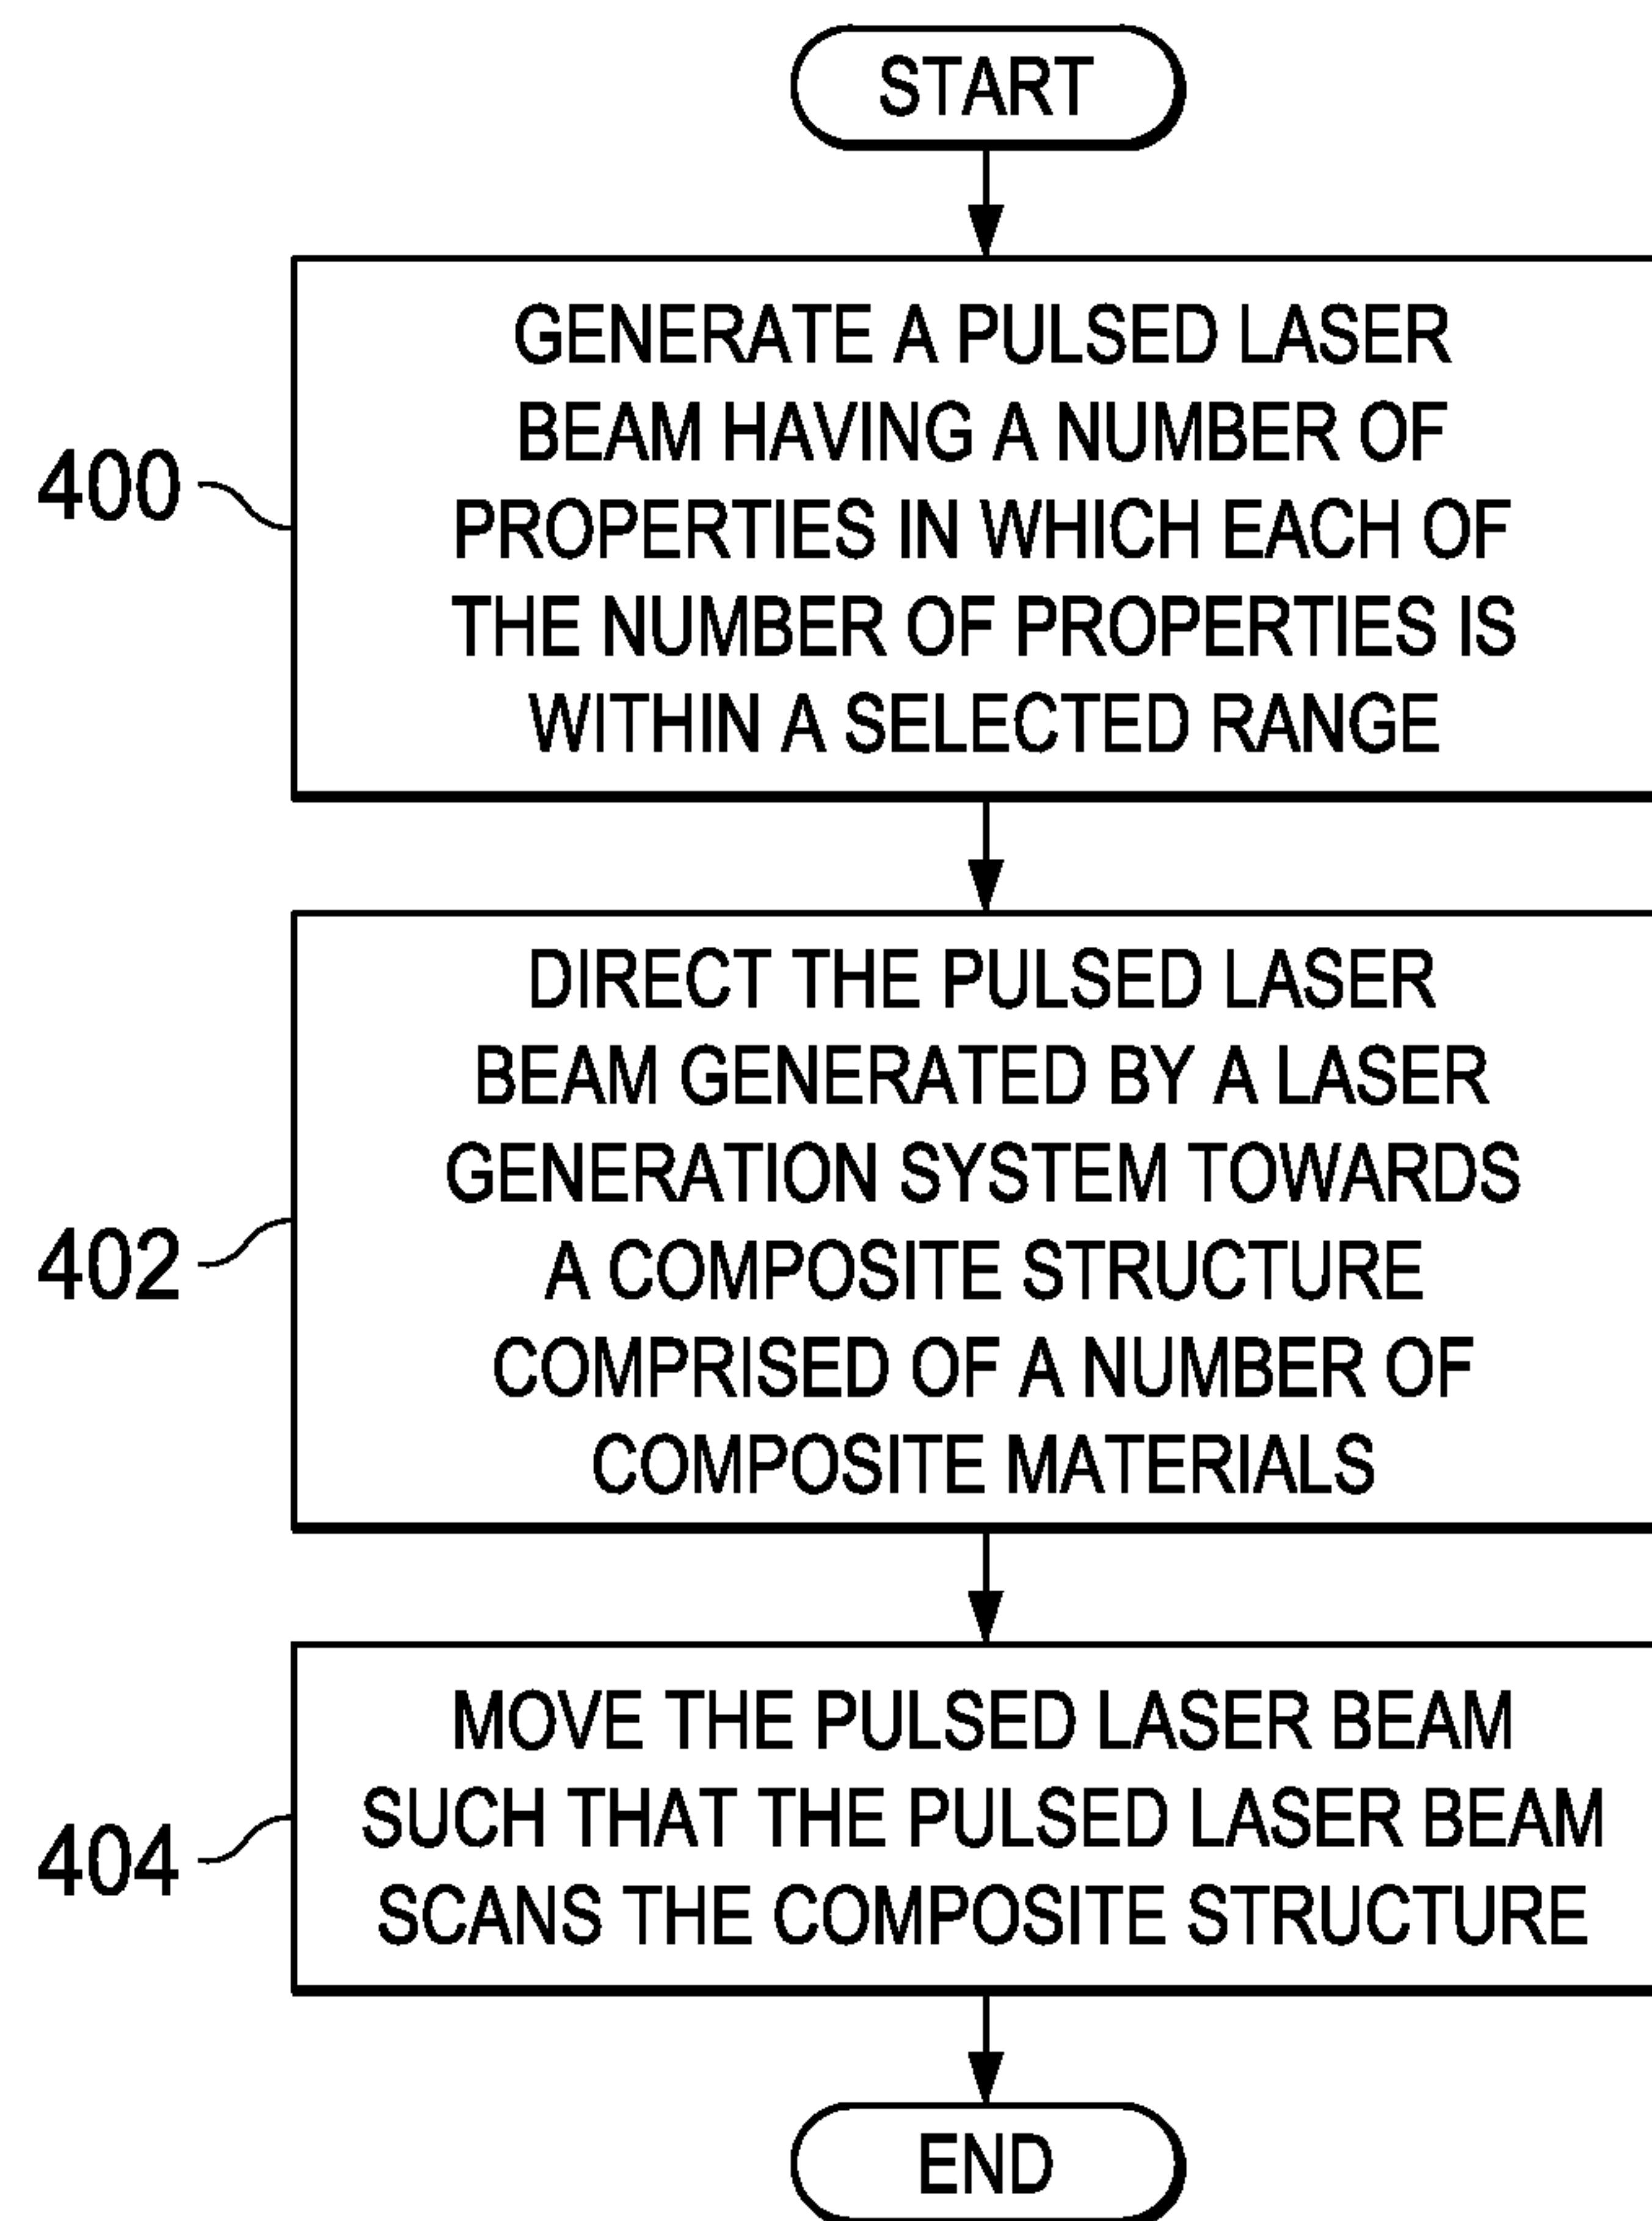 START
GENERATE A PULSED LASER
BEAM HAVING A NUMBER OF
PROPERTIES IN WHICH EACH OF
THE NUMBER OF PROPERTIES IS
WITHIN A SELECTED RANGE
400
DIRECT THE PULSED LASER
BEAM GENERATED BY A LASER
GENERATION SYSTEM TOWARDS
A COMPOSITE STRUCTURE
COMPRISED OF A NUMBER OF
COMPOSITE MATERIALS
402
MOVE THE PULSED LASER BEAM
SUCH THAT THE PULSED LASER BEAM
SCANS THE COMPOSITE STRUCTURE
404
END